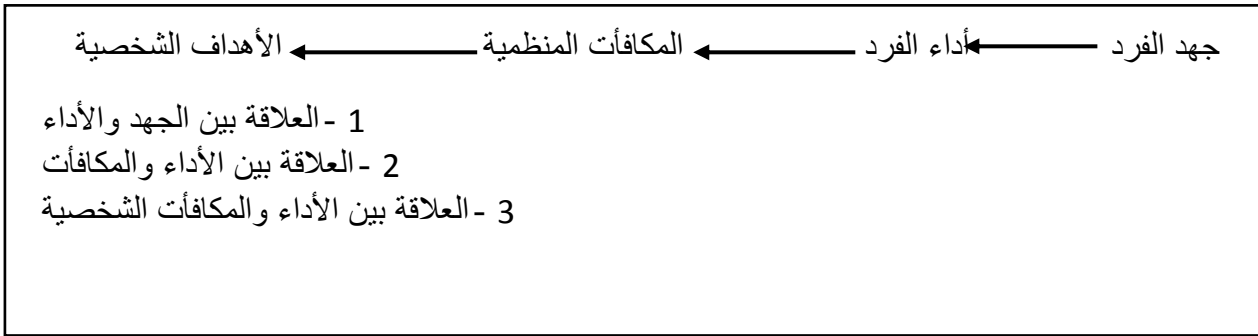 جهد الفرد أداء الفرد المكافأت المنظمية الأهداف الشخصية
1 -العلاقة بين الجهد والأداء
2 -العلاقة بين الأداء والمكافأت
3 -العلاقة بين الأداء والمكافأت الشخصية